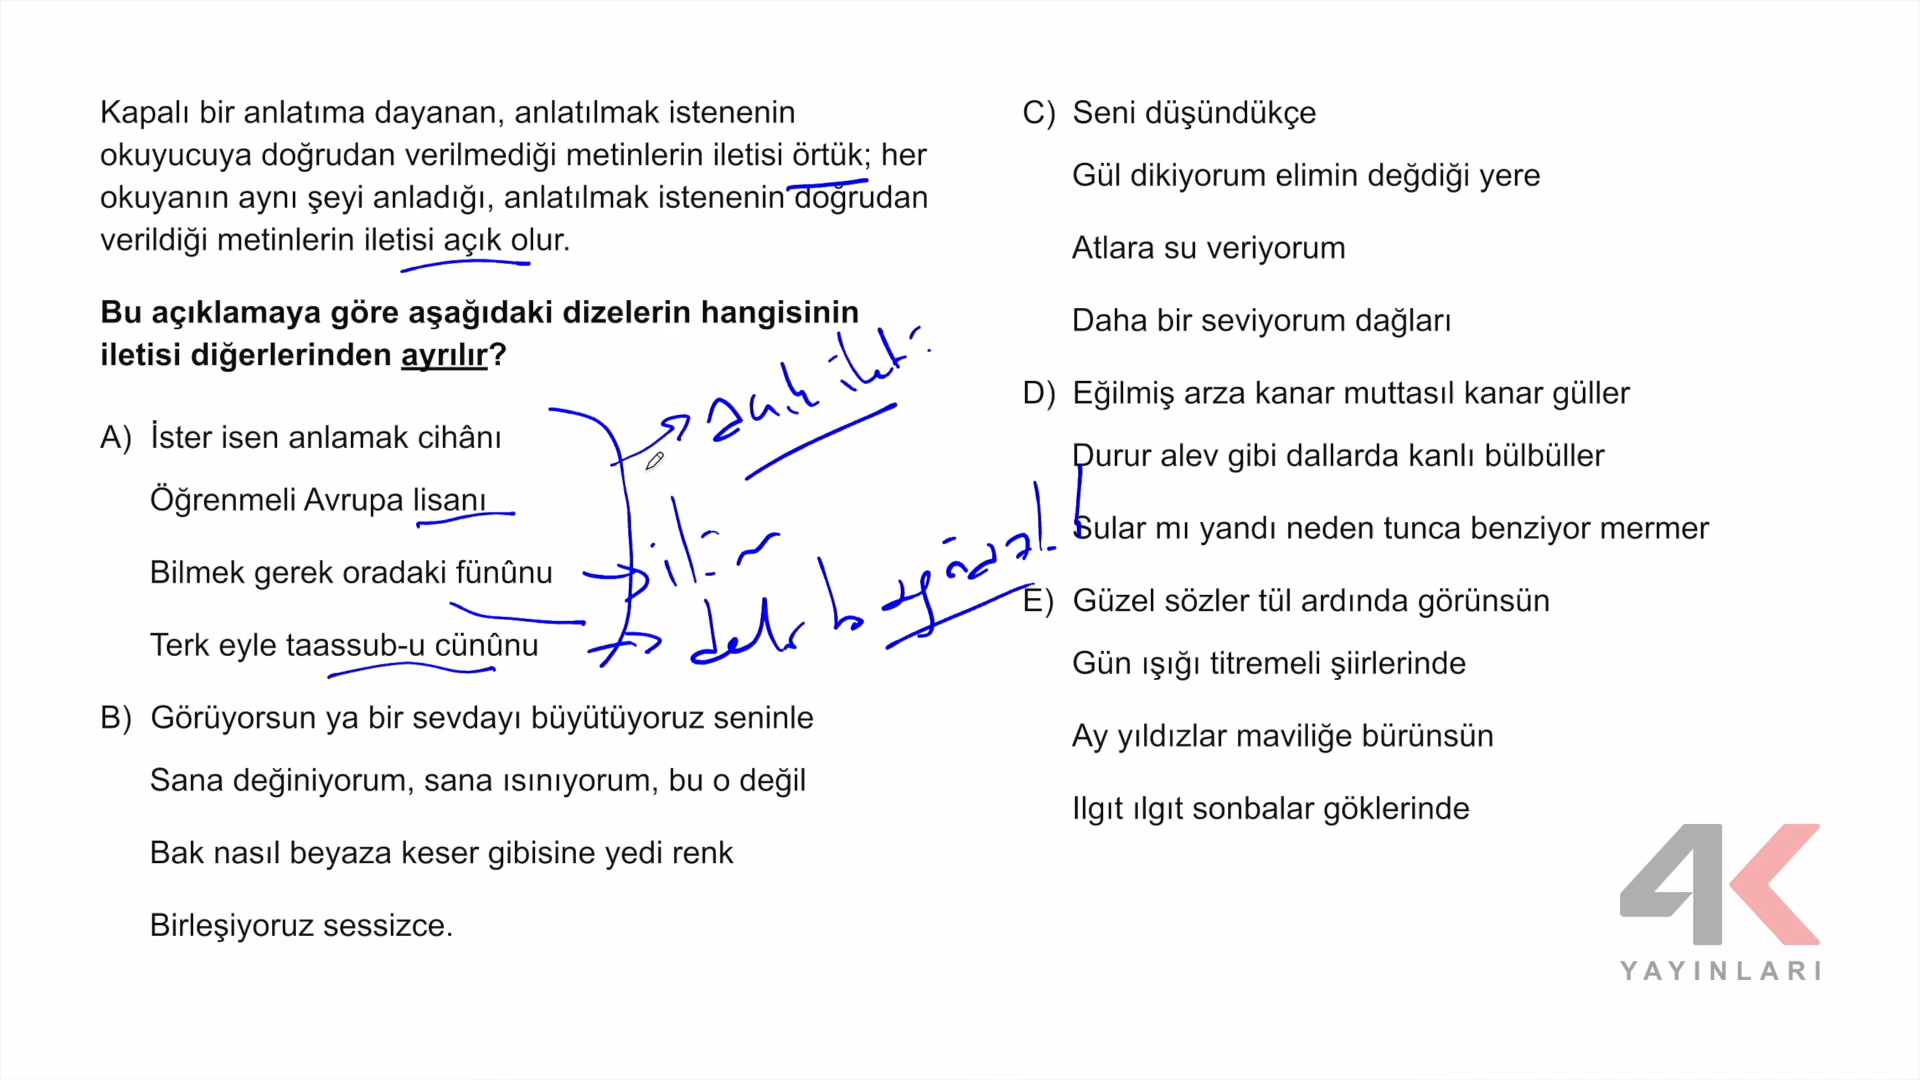 Kapalı bir anlatıma dayanan, anlatılmak istenenin
okuyucuya doğrudan verilmediği metinlerin iletisi örtük; her
okuyanın aynı şeyi anladığı, anlatılmak istenenin doğrudan
verildiği metinlerin iletisi açık olur.
Bu açıklamaya göre aşağıdaki dizelerin hangisinin
iletisi diğerlerinden ayrılır?
A) İster isen anlamak cihânı
Öğrenmeli Avrupa lisanı
Bilmek gerek oradaki fünûnu
Terk eyle taassub-u cünûnu
açık ileti
ilim
B) Görüyorsun ya bir sevdayı büyütüyoruz seninle
Sana değiniyorum, sana ısınıyorum, bu o değil
Bak nasıl beyaza keser gibisine yedi renk
Birleşiyoruz sessizce.
C) Seni düşündükçe
Gül dikiyorum elimin değdiği yere
Atlara su veriyorum
Daha bir seviyorum dağları
D) Eğilmiş arza kanar muttasıl kanar güller
Durur alev gibi dallarda kanlı bülbüller
Sular mı yandı neden tunca benziyor mermer
E) Güzel sözler tül ardında görünsün
Gün ışığı titremeli şiirlerinde
Ay yıldızlar maviliğe bürünsün
Ilgıt ılgıt sonbalar göklerinde
4K
YAYINLARI